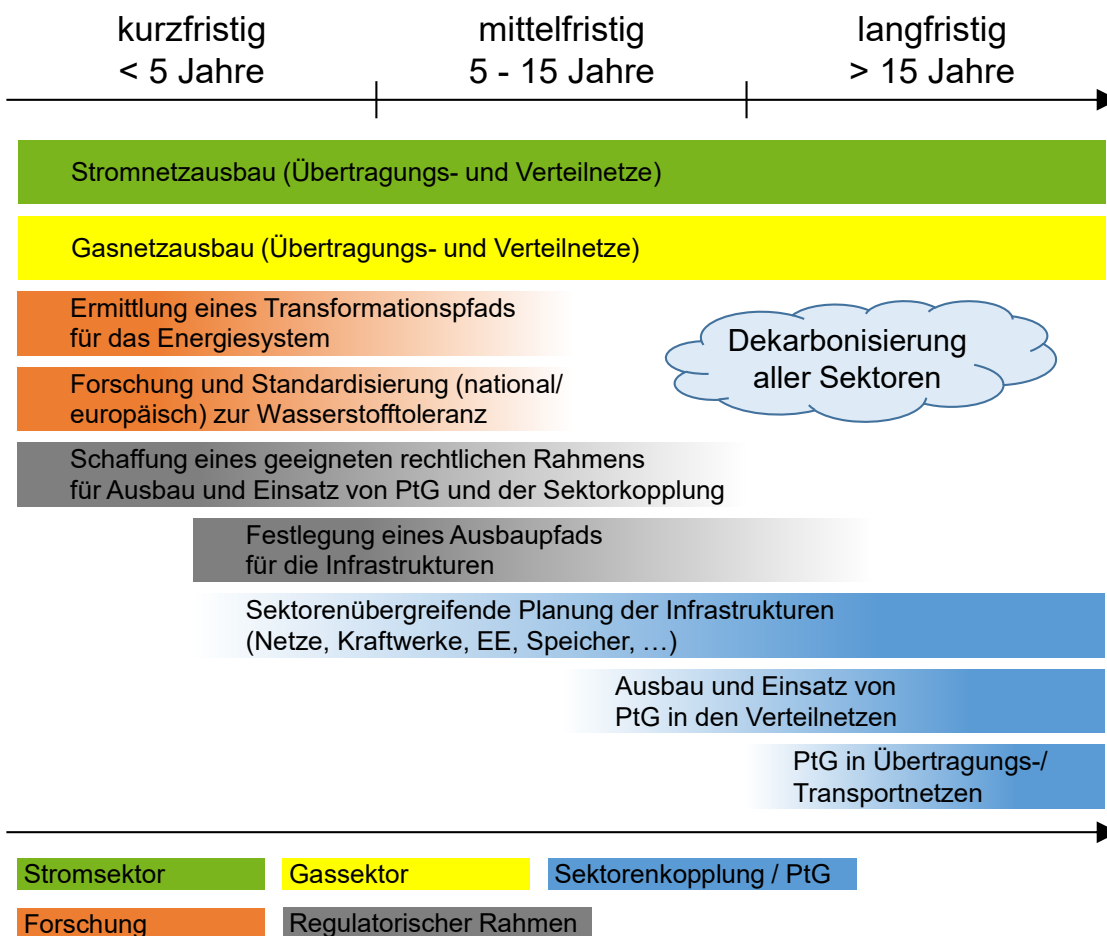 kurzfristig
< 5 Jahre
mittelfristig
5 - 15 Jahre
langfristig
> 15 Jahre
Stromnetzausbau (Übertragungs- und Verteilnetze)
Gasnetzausbau (Übertragungs- und Verteilnetze)
Ermittlung eines Transformationspfads
für das Energiesystem
Dekarbonisierung
aller Sektoren
Forschung und Standardisierung (national/
europäisch) zur Wasserstofftoleranz
Schaffung eines geeigneten rechtlichen Rahmens
für Ausbau und Einsatz von PtG und der Sektorkopplung
Festlegung eines Ausbaupfads
für die Infrastrukturen
Sektorenübergreifende Planung der Infrastrukturen
(Netze, Kraftwerke, EE, Speicher, …)
Ausbau und Einsatz von
PtG in den Verteilnetzen
PtG in Übertragungs-/
Transportnetzen
Stromsektor
Gassektor
Sektorenkopplung / PtG
Forschung
Regulatorischer Rahmen